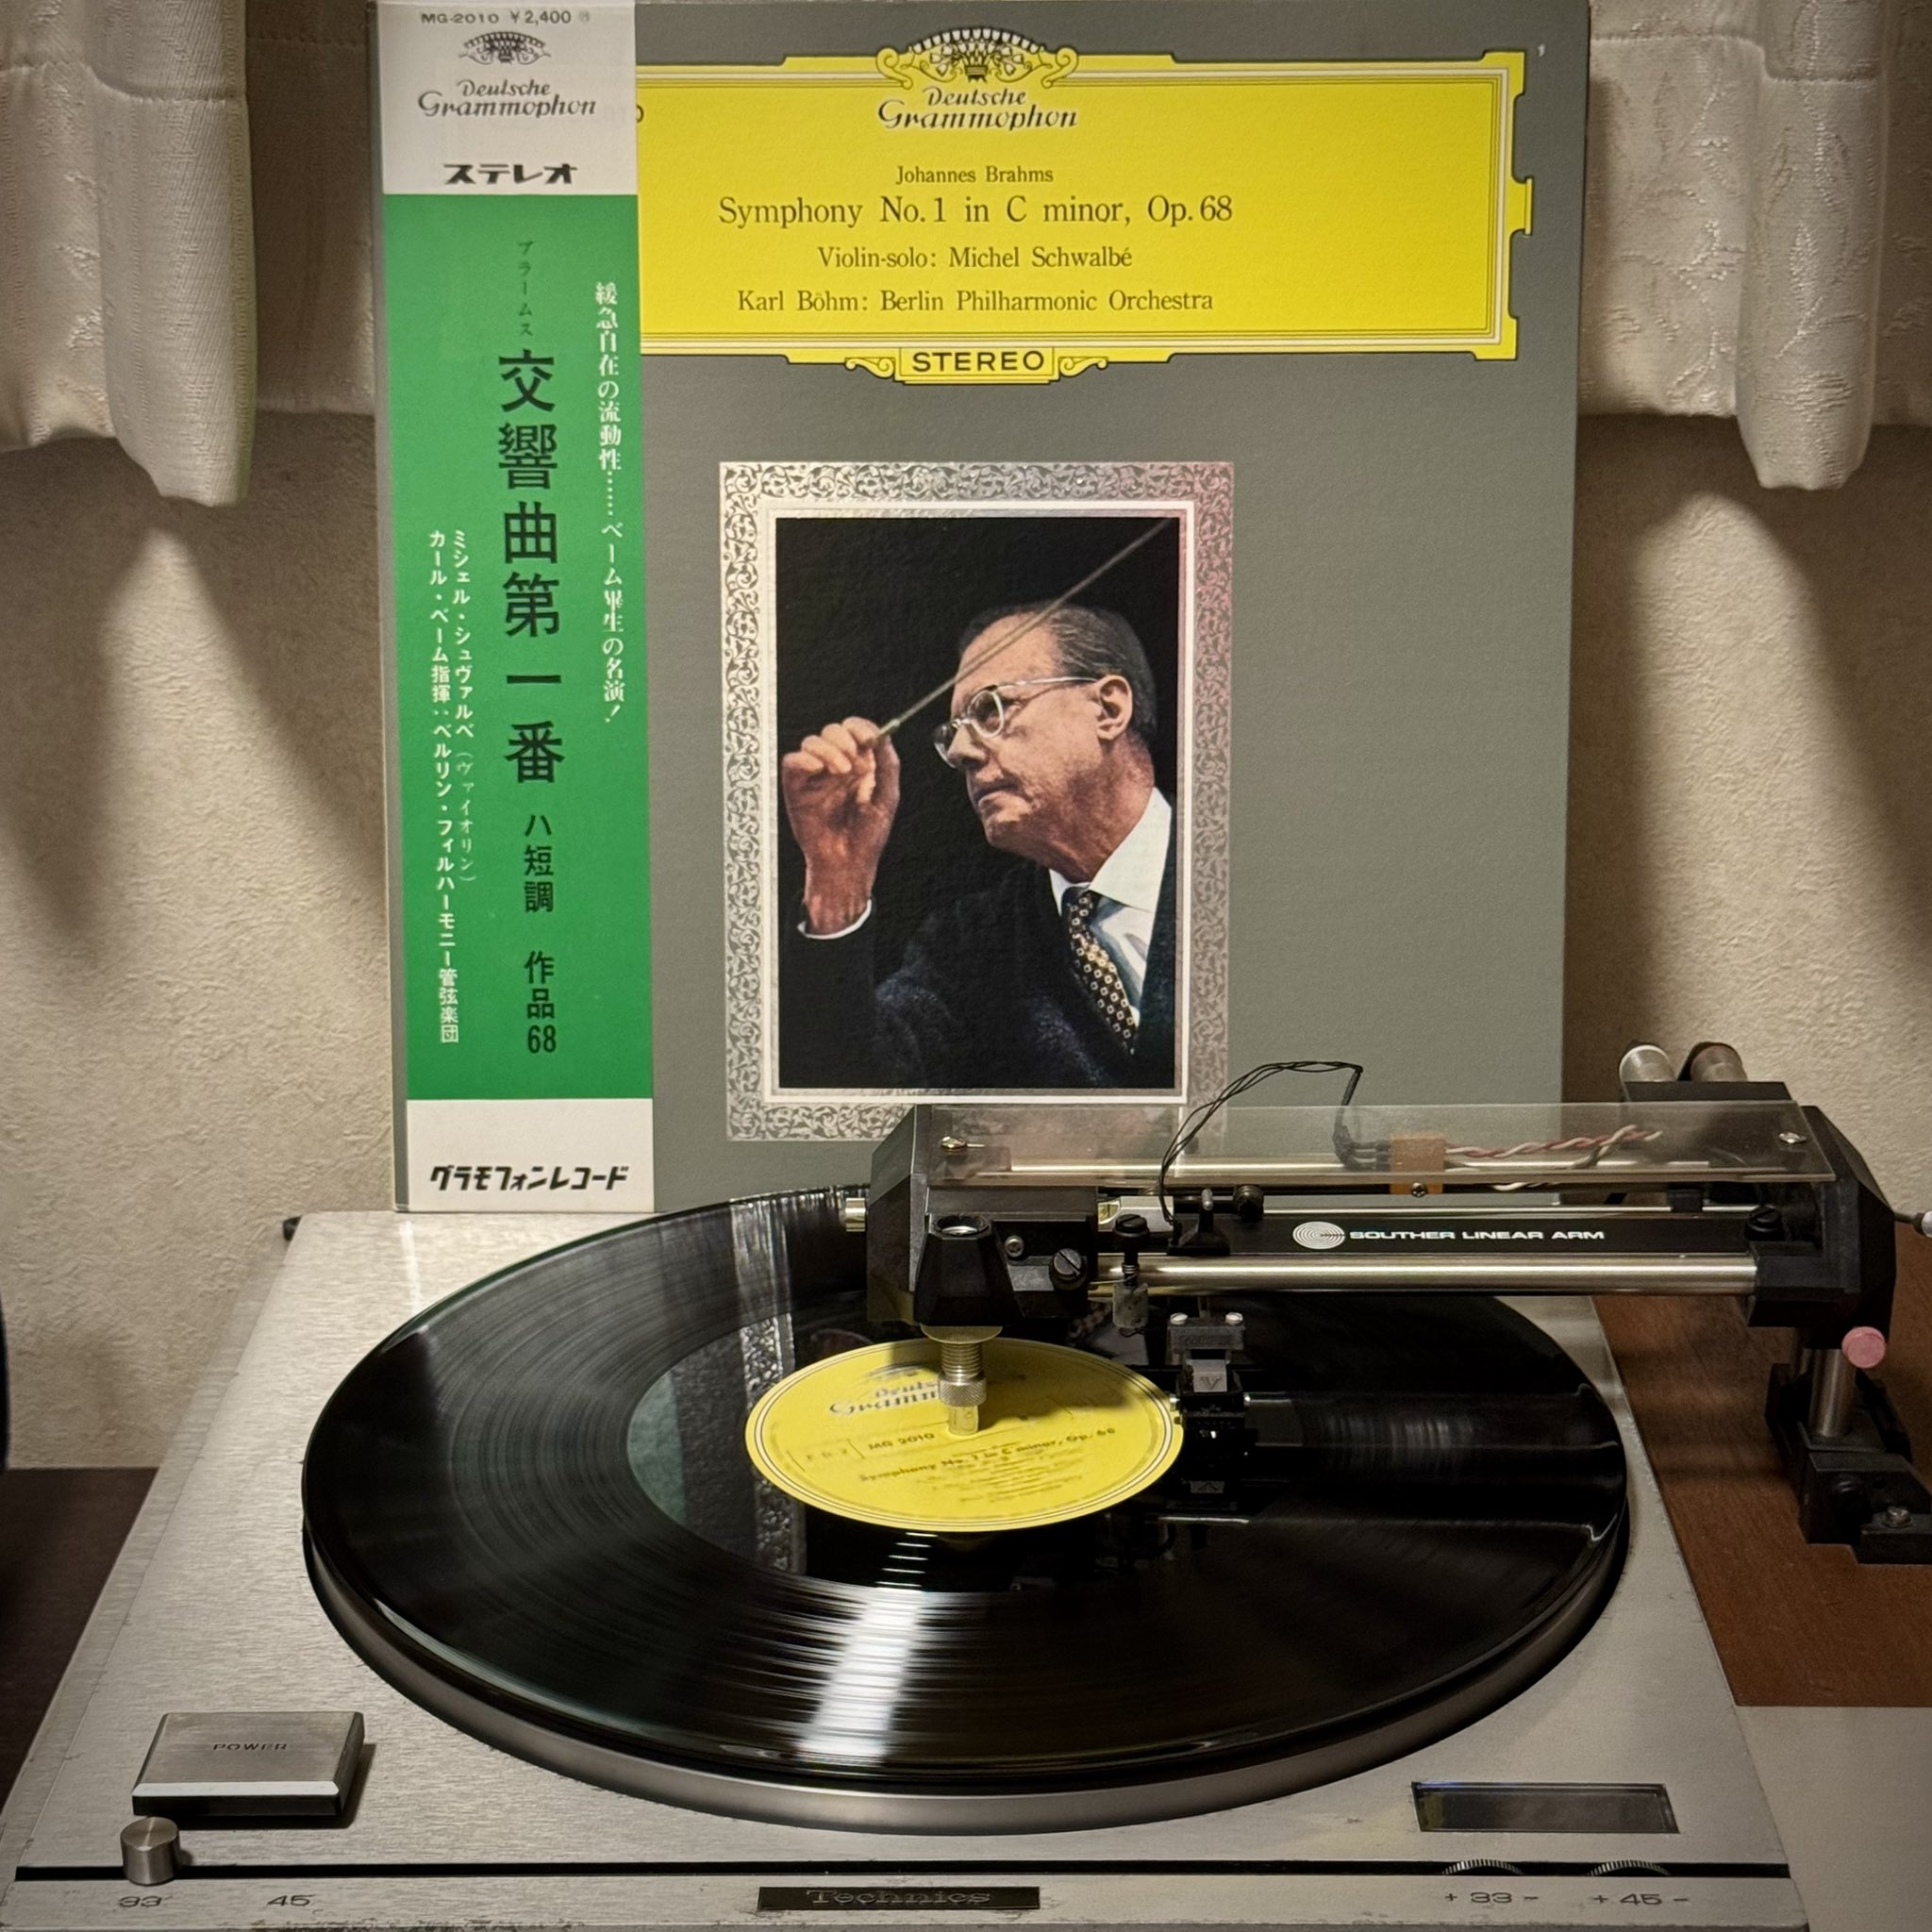 MG-2010 ￥2,400
Deutsche
Grammophon
ステレオ
緩急自在の流動性……ベーム畢生の名演！
ブラームス
交響曲第一番 ハ短調 作品68
ミシェル・シュヴァルベ（ヴァイオリン）
カール・ベーム指揮：ベルリン・フィルハーモニー管弦楽団
グラモフォンレコード
Deutsche
Grammophon
Johannes Brahms
Symphony No. 1 in C minor, Op. 68
Violin-solo: Michel Schwalbé
Karl Böhm: Berlin Philharmonic Orchestra
STEREO
SOUTHER LINEAR ARM
MG 2010
Symphony No. 1 in C minor, Op. 68
POWER
33 45
Technics
+ 33 - + 45 -